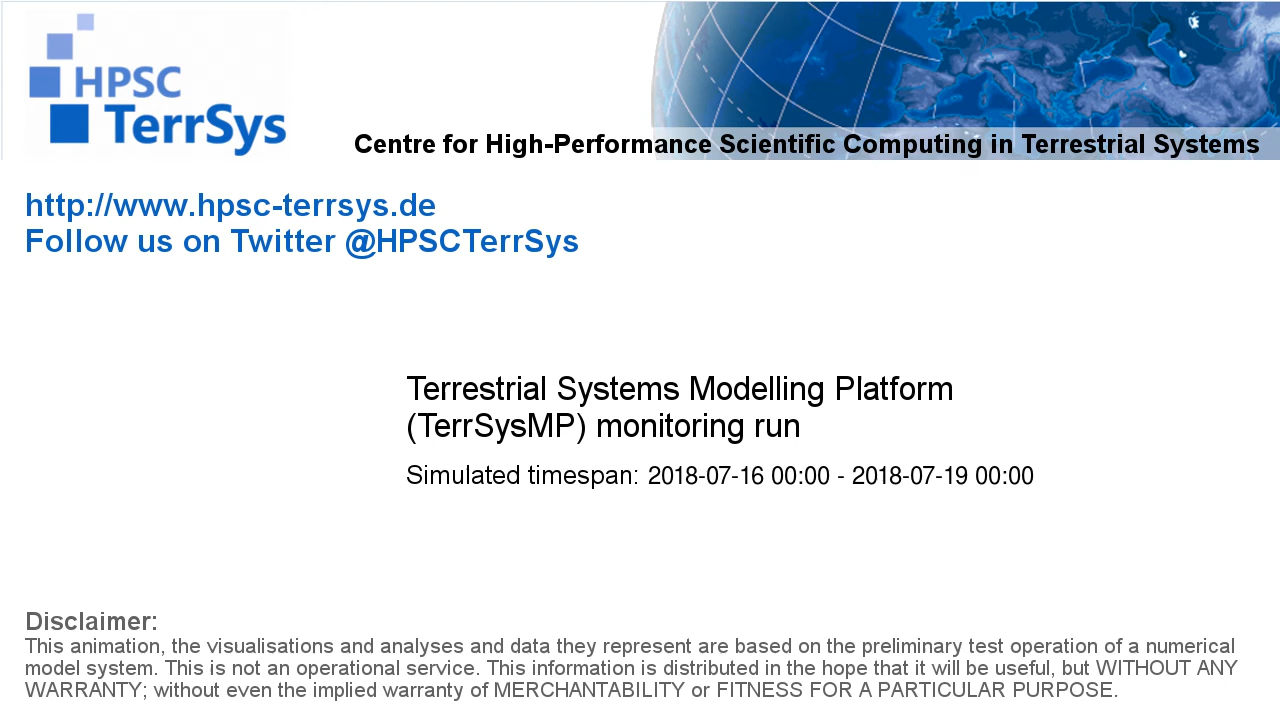 HPSC
TerrSys
Centre for High-Performance Scientific Computing in Terrestrial Systems
http://www.hpsc-terrsys.de
Follow us on Twitter @HPSCTerrSys
Terrestrial Systems Modelling Platform
(TerrSysMP) monitoring run
Simulated timespan: 2018-07-16 00:00 - 2018-07-19 00:00
Disclaimer:
This animation, the visualisations and analyses and data they represent are based on the preliminary test operation of a numerical
model system. This is not an operational service. This information is distributed in the hope that it will be useful, but WITHOUT ANY
WARRANTY; without even the implied warranty of MERCHANTABILITY or FITNESS FOR A PARTICULAR PURPOSE.